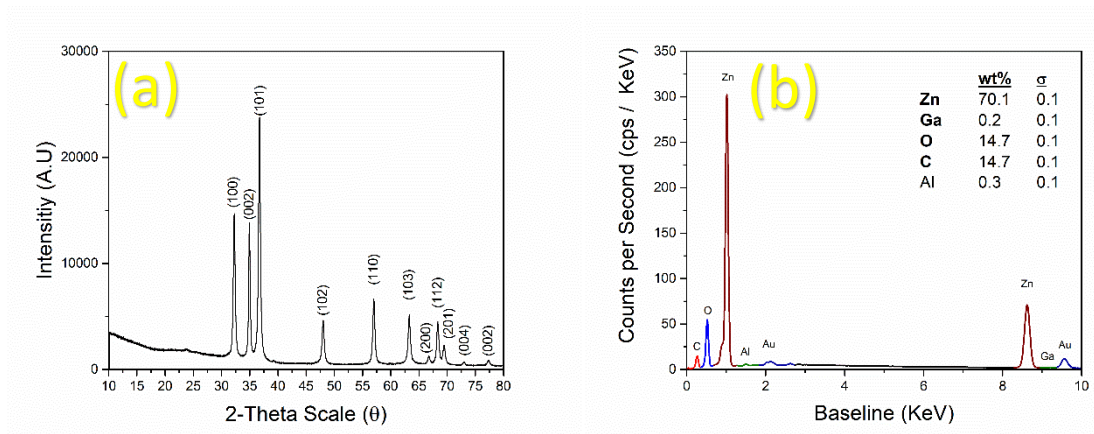 (a)
30000
20000
10000
0
Intensitiy (A.U)
(100)
(002)
(101)
(102)
(110)
(103)
(200)
(112)
(201)
(004)
(002)
10 15 20 25 30 35 40 45 50 55 60 65 70 75 80
2-Theta Scale (θ)
(b)
350
300
250
200
150
100
50
0
Counts per Second (cps / KeV)
wt% σ
Zn 70.1 0.1
Ga 0.2 0.1
O 14.7 0.1
C 14.7 0.1
Al 0.3 0.1
C
O
Zn
Al
Au
Zn
Ga
Au
0 2 4 6 8 10
Baseline (KeV)